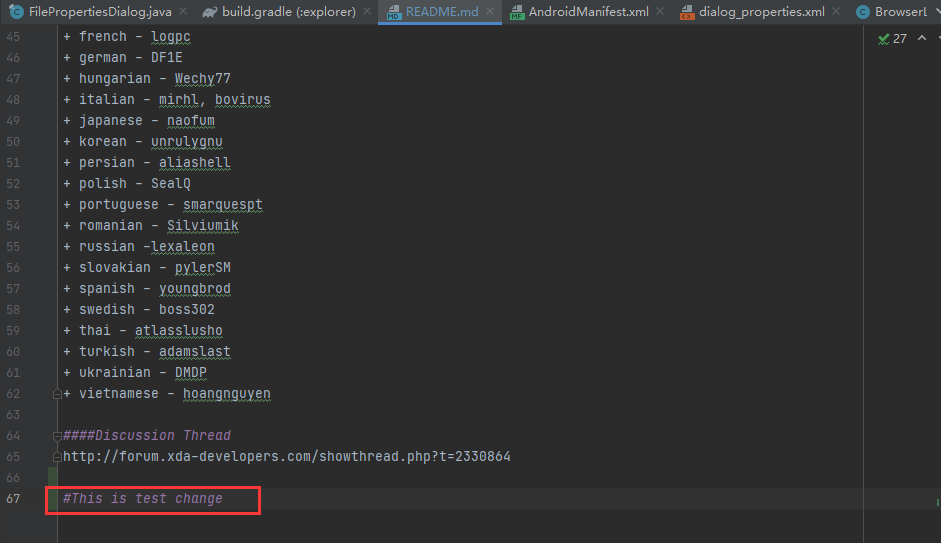 FilePropertiesDialog.java
build.gradle (:explorer)
README.md
AndroidManifest.xml
dialog_properties.xml
BrowserL
27
45 + french - logpc
46 + german - DF1E
47 + hungarian - Wechy77
48 + italian - mirhl, bovirus
49 + japanese - naofum
50 + korean - unrulygnu
51 + persian - aliashell
52 + polish - SealQ
53 + portuguese - smarquespt
54 + romanian - Silviumik
55 + russian -lexaleon
56 + slovakian - pylerSM
57 + spanish - youngbrod
58 + swedish - boss302
59 + thai - atlasslusho
60 + turkish - adamslast
61 + ukrainian - DMDP
62 + vietnamese - hoangnguyen
63
64 ####Discussion Thread
65 http://forum.xda-developers.com/showthread.php?t=2330864
66
67 #This is test change